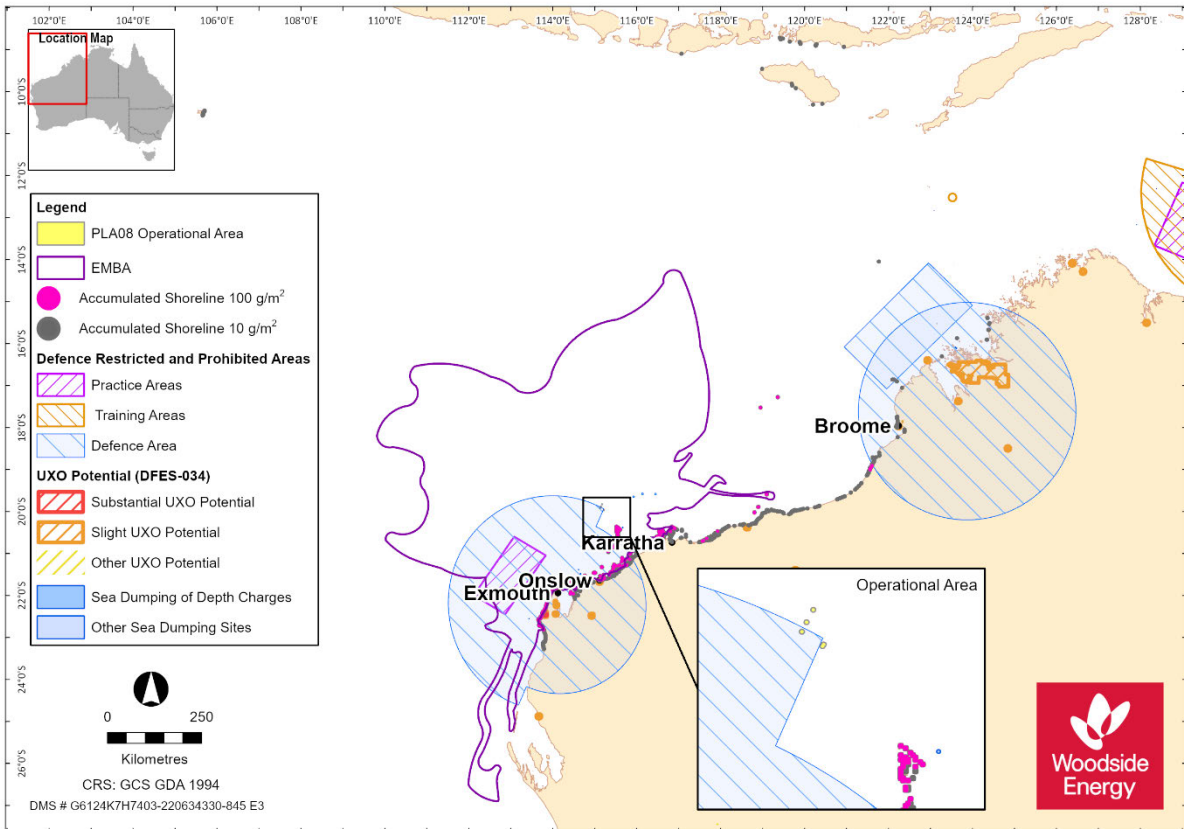 102°0'E
104°0'E
106°0'E
110°0'E
112°0'E
114°0'E
116°0'E
118°0'E
120°0'E
122°0'E
124°0'E
126°0'E
128°0'E
Location Map
10°0'S
12°0'S
14°0'S
16°0'S
18°0'S
20°0'S
22°0'S
24°0'S
26°0'S
Legend
PLA08 Operational Area
EMBA
Accumulated Shoreline 100 g/m²
Accumulated Shoreline 10 g/m²
Defence Restricted and Prohibited Areas
Practice Areas
Training Areas
Defence Area
UXO Potential (DFES-034)
Substantial UXO Potential
Slight UXO Potential
Other UXO Potential
Sea Dumping of Depth Charges
Other Sea Dumping Sites
Broome
Karratha
Onslow
Exmouth
Operational Area
0 250
Kilometres
CRS: GCS GDA 1994
DMS # G6124K7H7403-220634330-845 E3
Woodside
Energy